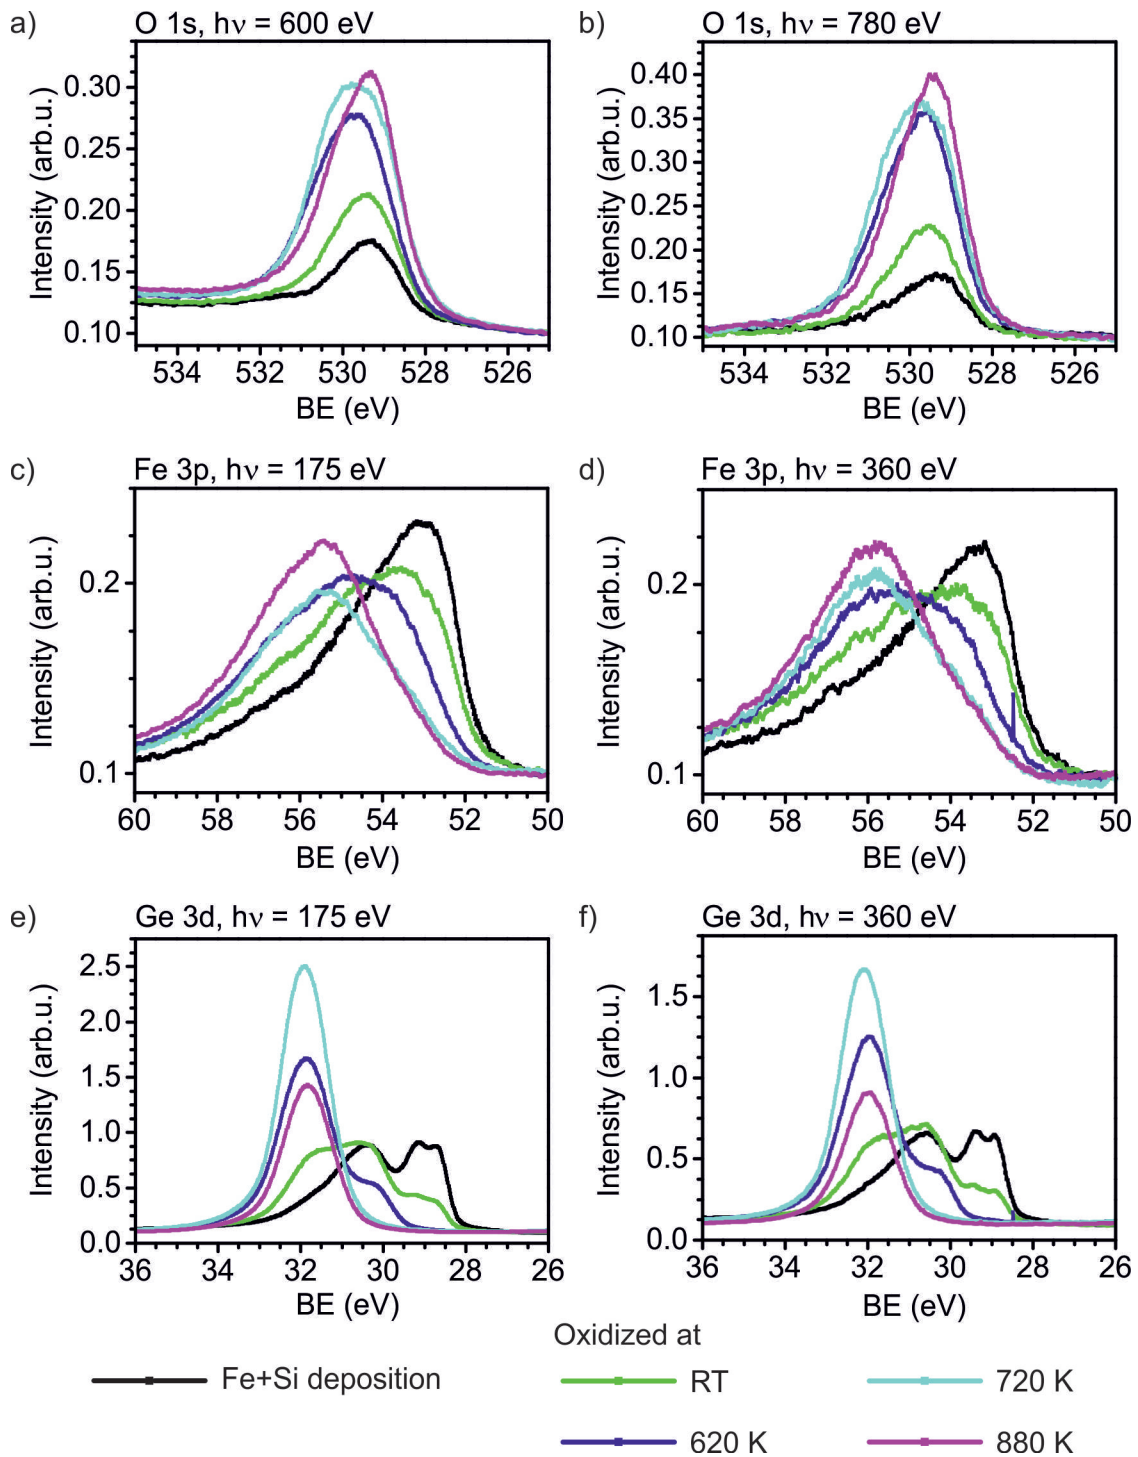 a) O 1s, hν = 600 eV
Intensity (arb.u.)
0.30
0.25
0.20
0.15
0.10
534 532 530 528 526
BE (eV)
b) O 1s, hν = 780 eV
Intensity (arb.u.)
0.40
0.35
0.30
0.25
0.20
0.15
0.10
534 532 530 528 526
BE (eV)
c) Fe 3p, hν = 175 eV
Intensity (arb.u.)
0.2
0.1
60 58 56 54 52 50
BE (eV)
d) Fe 3p, hν = 360 eV
Intensity (arb.u.)
0.2
0.1
60 58 56 54 52 50
BE (eV)
e) Ge 3d, hν = 175 eV
Intensity (arb.u.)
2.5
2.0
1.5
1.0
0.5
0.0
36 34 32 30 28 26
BE (eV)
f) Ge 3d, hν = 360 eV
Intensity (arb.u.)
1.5
1.0
0.5
0.0
36 34 32 30 28 26
BE (eV)
Oxidized at
Fe+Si deposition
RT
720 K
620 K
880 K